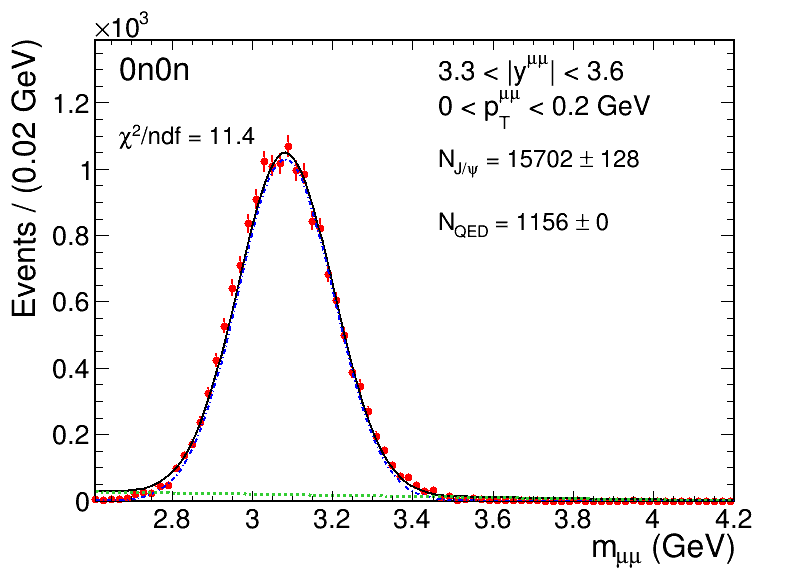 ×10³
0n0n
3.3 < |y^μμ| < 3.6
0 < p_T^μμ < 0.2 GeV
χ²/ndf = 11.4
N_J/ψ = 15702 ± 128
N_QED = 1156 ± 0
Events / (0.02 GeV)
1.2
1
0.8
0.6
0.4
0.2
0
2.8 3 3.2 3.4 3.6 3.8 4 4.2
m_μμ (GeV)